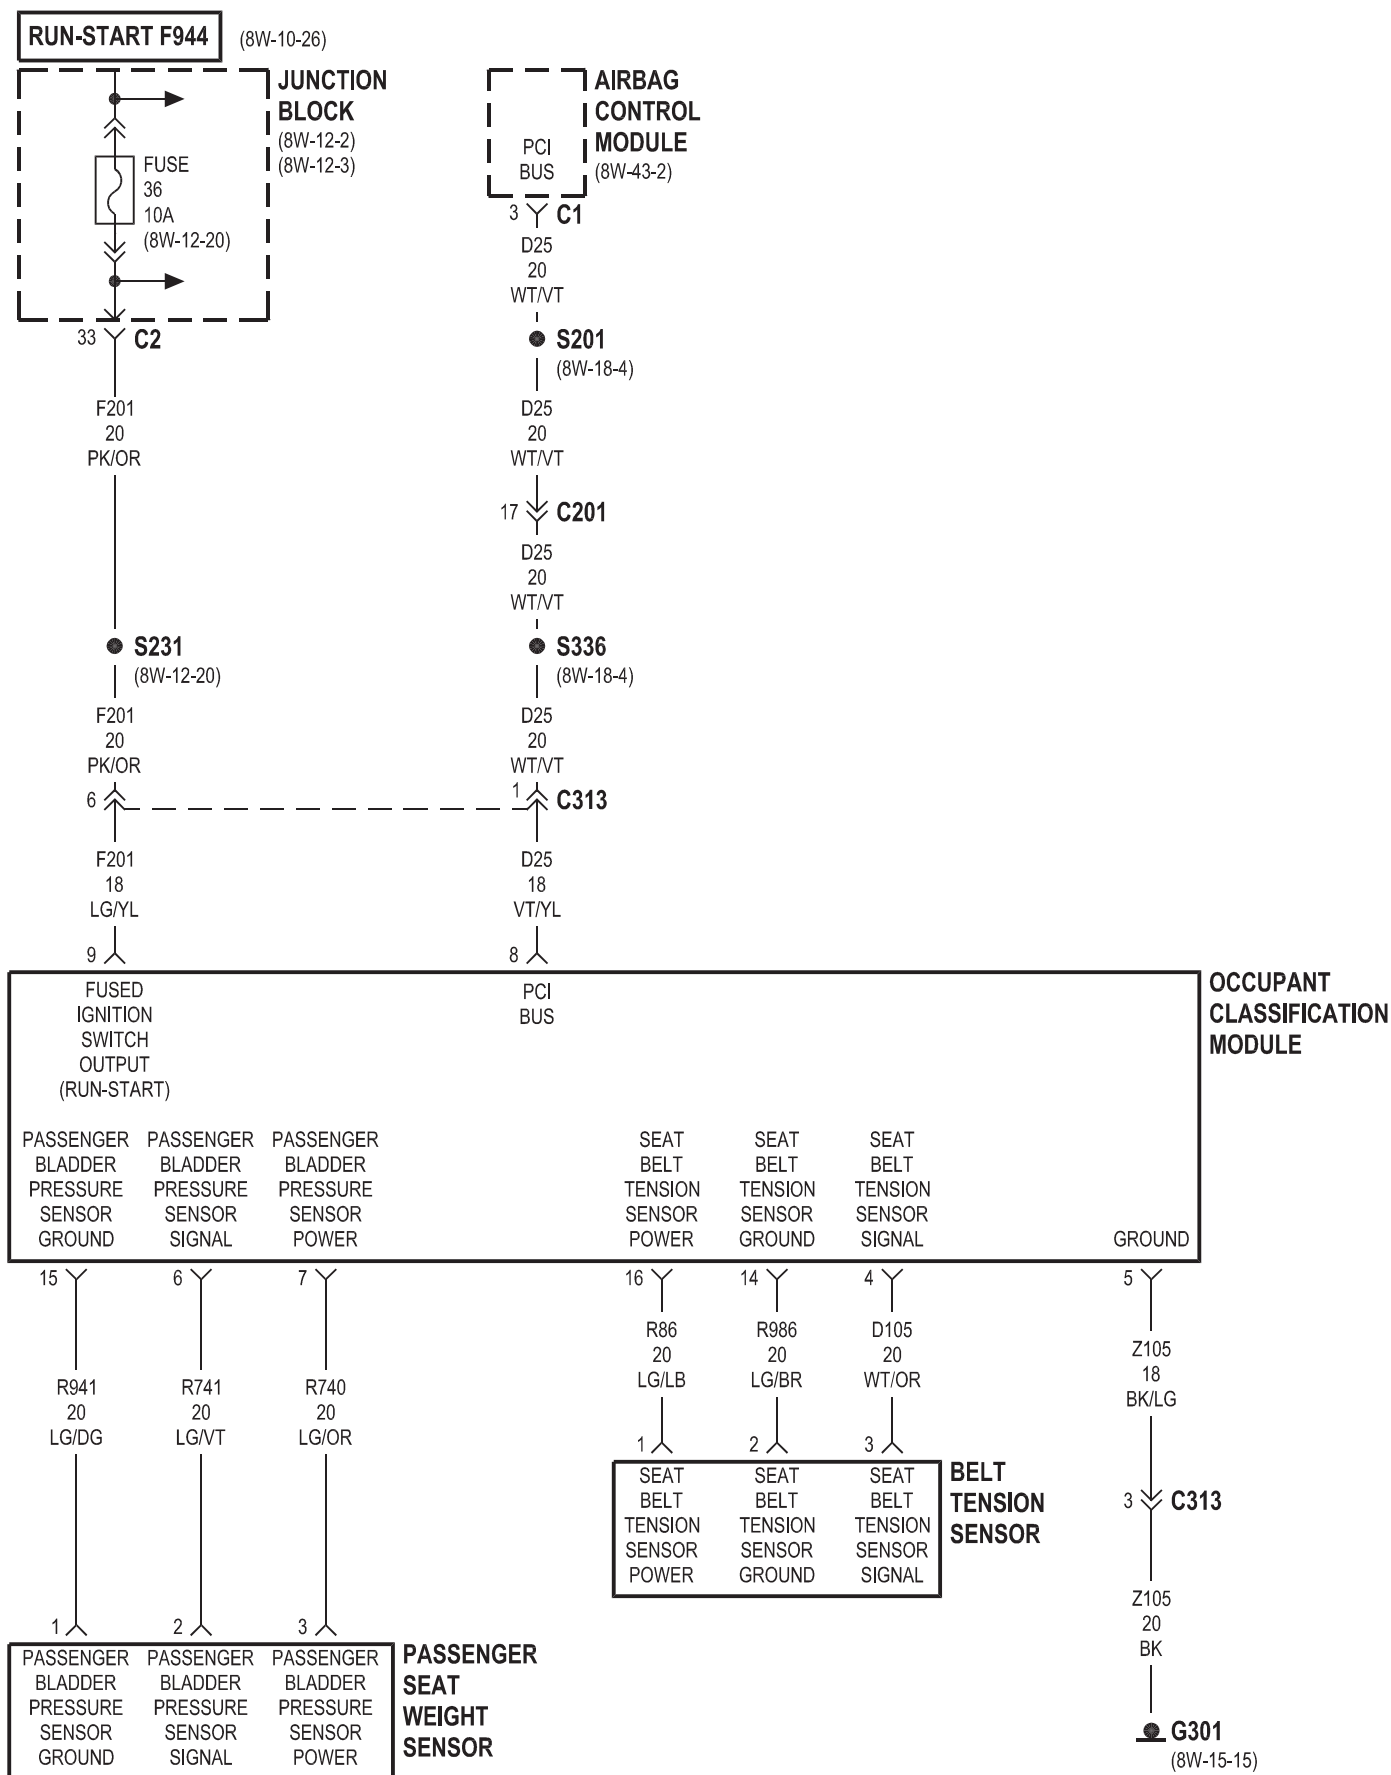 RUN-START F944 (8W-10-26)
JUNCTION
BLOCK
(8W-12-2)
(8W-12-3)
FUSE
36
10A
(8W-12-20)
AIRBAG
CONTROL
MODULE
(8W-43-2)
PCI
BUS
3 C1
D25
20
WT/VT
33 C2
S201
(8W-18-4)
F201
20
PK/OR
D25
20
WT/VT
17 C201
D25
20
WT/VT
S231
(8W-12-20)
S336
(8W-18-4)
F201
20
PK/OR
D25
20
WT/VT
6 1 C313
F201
18
LG/YL
D25
18
VT/YL
9 8
OCCUPANT
CLASSIFICATION
MODULE
FUSED
IGNITION
SWITCH
OUTPUT
(RUN-START)
PCI
BUS
PASSENGER
BLADDER
PRESSURE
SENSOR
GROUND
PASSENGER
BLADDER
PRESSURE
SENSOR
SIGNAL
PASSENGER
BLADDER
PRESSURE
SENSOR
POWER
SEAT
BELT
TENSION
SENSOR
POWER
SEAT
BELT
TENSION
SENSOR
GROUND
SEAT
BELT
TENSION
SENSOR
SIGNAL
GROUND
15 6 7 16 14 4 5
R941
20
LG/DG
R741
20
LG/VT
R740
20
LG/OR
R86
20
LG/LB
R986
20
LG/BR
D105
20
WT/OR
Z105
18
BK/LG
1 2 3
SEAT
BELT
TENSION
SENSOR
POWER
SEAT
BELT
TENSION
SENSOR
GROUND
SEAT
BELT
TENSION
SENSOR
SIGNAL
BELT
TENSION
SENSOR
3 C313
Z105
20
BK
1 2 3
PASSENGER
BLADDER
PRESSURE
SENSOR
GROUND
PASSENGER
BLADDER
PRESSURE
SENSOR
SIGNAL
PASSENGER
BLADDER
PRESSURE
SENSOR
POWER
PASSENGER
SEAT
WEIGHT
SENSOR
G301
(8W-15-15)